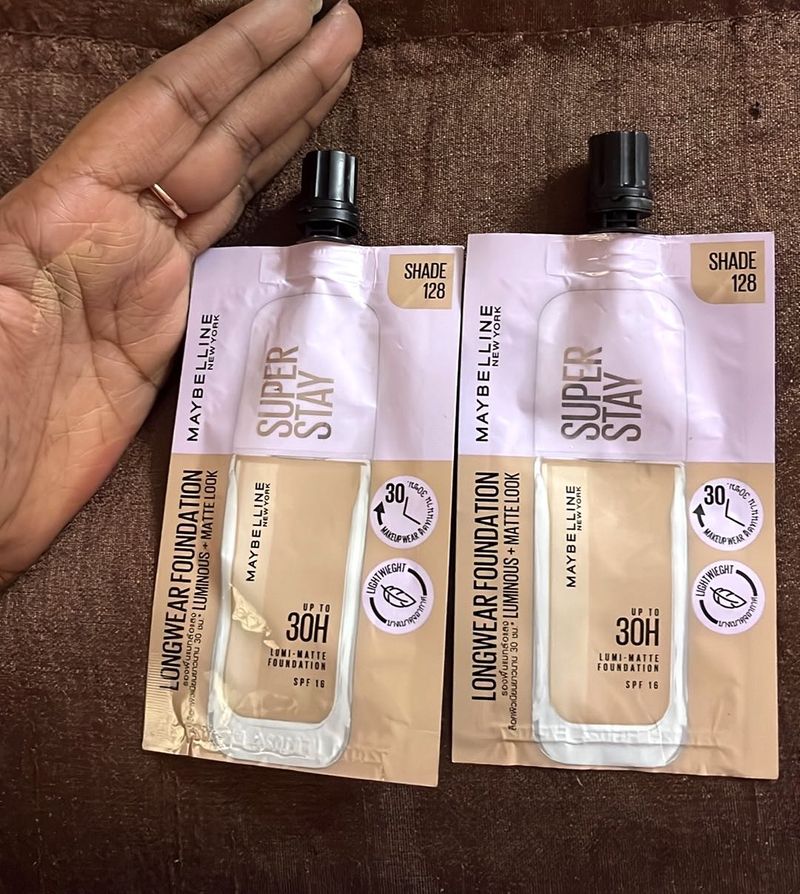 SHADE
128
MAYBELLINE
NEW YORK
SUPER
STAY
LONGWEAR FOUNDATION
LUMINOUS + MATTE LOOK
MAYBELLINE
NEW YORK
UP TO
30H
LUMI-MATTE
FOUNDATION
SPF 16
30
MAKEUP WEAR
LIGHTWIEGHT
SHADE
128
MAYBELLINE
NEW YORK
SUPER
STAY
LONGWEAR FOUNDATION
LUMINOUS + MATTE LOOK
MAYBELLINE
NEW YORK
UP TO
30H
LUMI-MATTE
FOUNDATION
SPF 16
30
MAKEUP WEAR
LIGHTWIEGHT